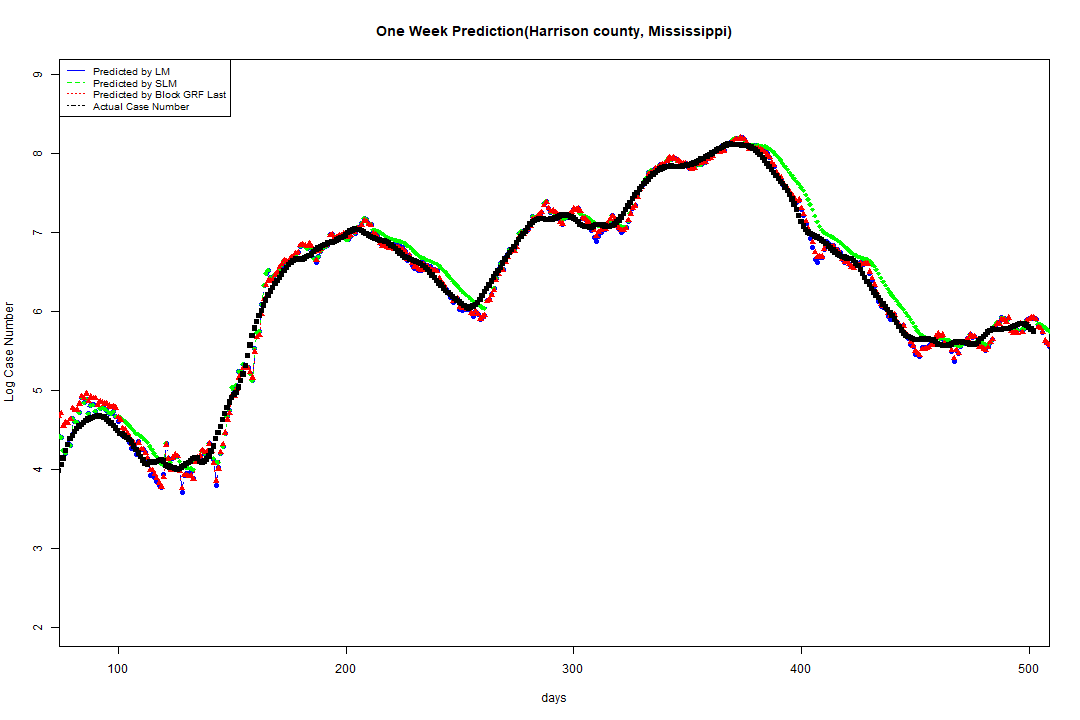 One Week Prediction(Harrison county, Mississippi)
Predicted by LM
Predicted by SLM
Predicted by Block GRF Last
Actual Case Number
9
8
7
6
5
4
3
2
Log Case Number
100 200 300 400 500
days